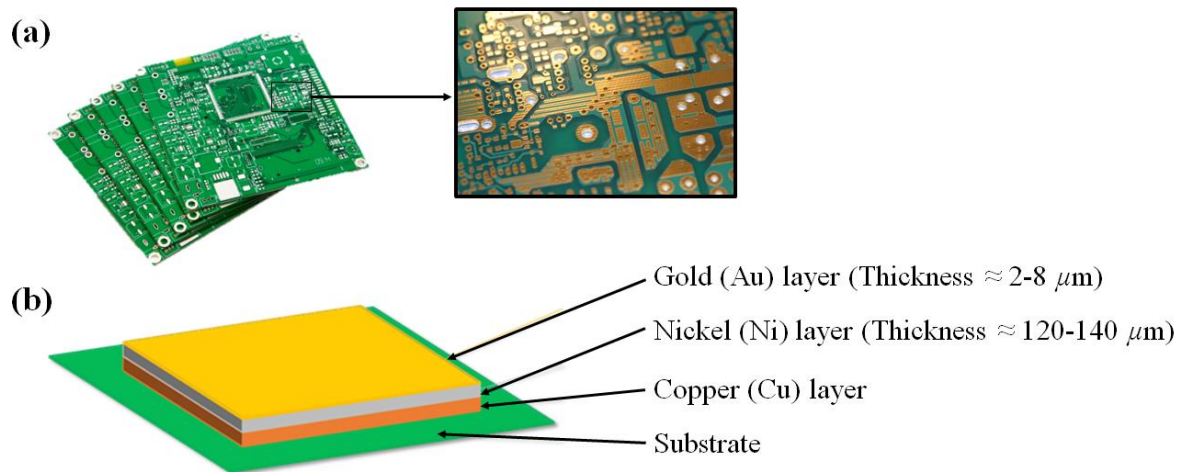 (a)
(b)
Gold (Au) layer (Thickness ≈ 2-8 μm)
Nickel (Ni) layer (Thickness ≈ 120-140 μm)
Copper (Cu) layer
Substrate